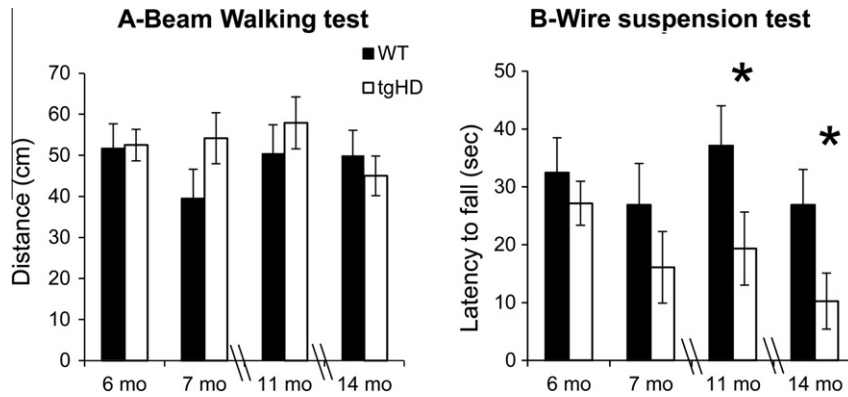 A-Beam Walking test
WT
tgHD
Distance (cm)
70
60
50
40
30
20
10
0
6 mo
7 mo
11 mo
14 mo
B-Wire suspension test
*
*
Latency to fall (sec)
50
40
30
20
10
0
6 mo
7 mo
11 mo
14 mo